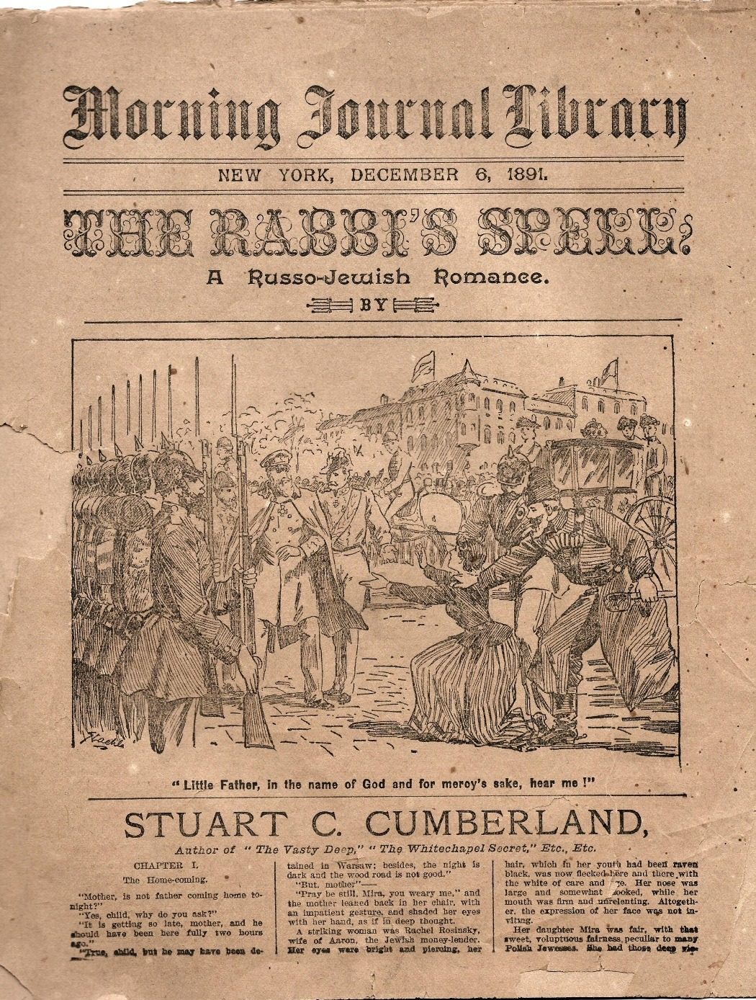 Morning Journal Library
NEW YORK, DECEMBER 6, 1891.
THE RABBI'S SPELL:
A Russo-Jewish Romance.
BY
"Little Father, in the name of God and for mercy's sake, hear me!"
STUART C. CUMBERLAND,
Author of "The Vasty Deep," "The Whitechapel Secret," Etc., Etc.
CHAPTER I.
The Home-coming.
"Mother, is not father coming home to-
night?"
"Yes, child, why do you ask?"
"It is getting so late, mother, and he
should have been here fully two hours
ago."
"True, child, but he may have been de-
tained in Warsaw; besides, the night is
dark and the wood road is not good."
"But, mother"—
"Pray be still, Mira, you weary me," and
the mother leaned back in her chair, with
an impatient gesture, and shaded her eyes
with her hand, as if in deep thought.
A striking woman was Rachel Rosinsky,
wife of Aaron, the Jewish money-lender.
Her eyes were bright and piercing, her
hair, which in her youth had been raven
black, was now flecked here and there with
the white of care and Her nose was
large and somewhat hooked, while her
mouth was firm and unrelenting. Altogeth-
er, the expression of her face was not in-
viting.
Her daughter Mira was fair, with that
sweet, voluptuous fairness peculiar to many
Polish Jewesses. She had those deep vio-